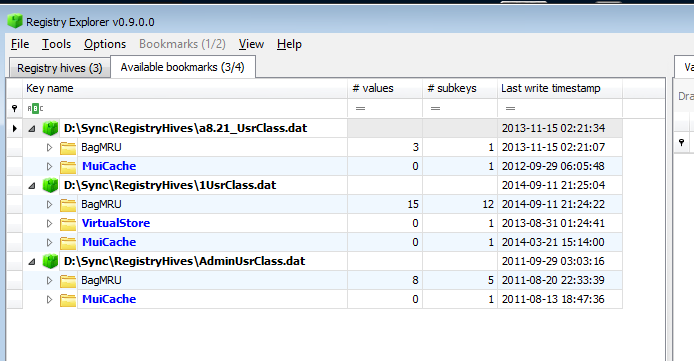 Registry Explorer v0.9.0.0
File Tools Options Bookmarks (1/2) View Help
Registry hives (3) Available bookmarks (3/4) Va
Key name # values # subkeys Last write timestamp Dra
ABC = = =
D:\Sync\RegistryHives\a8.21_UsrClass.dat 2013-11-15 02:21:34
BagMRU 3 1 2013-11-15 02:21:07
MuiCache 0 1 2012-09-29 06:05:48
D:\Sync\RegistryHives\1UsrClass.dat 2014-09-11 21:25:04
BagMRU 15 12 2014-09-11 21:24:22
VirtualStore 0 1 2013-08-31 01:24:41
MuiCache 0 1 2014-03-21 15:14:00
D:\Sync\RegistryHives\AdminUsrClass.dat 2011-09-29 03:03:16
BagMRU 8 5 2011-08-20 22:33:39
MuiCache 0 1 2011-08-13 18:47:36